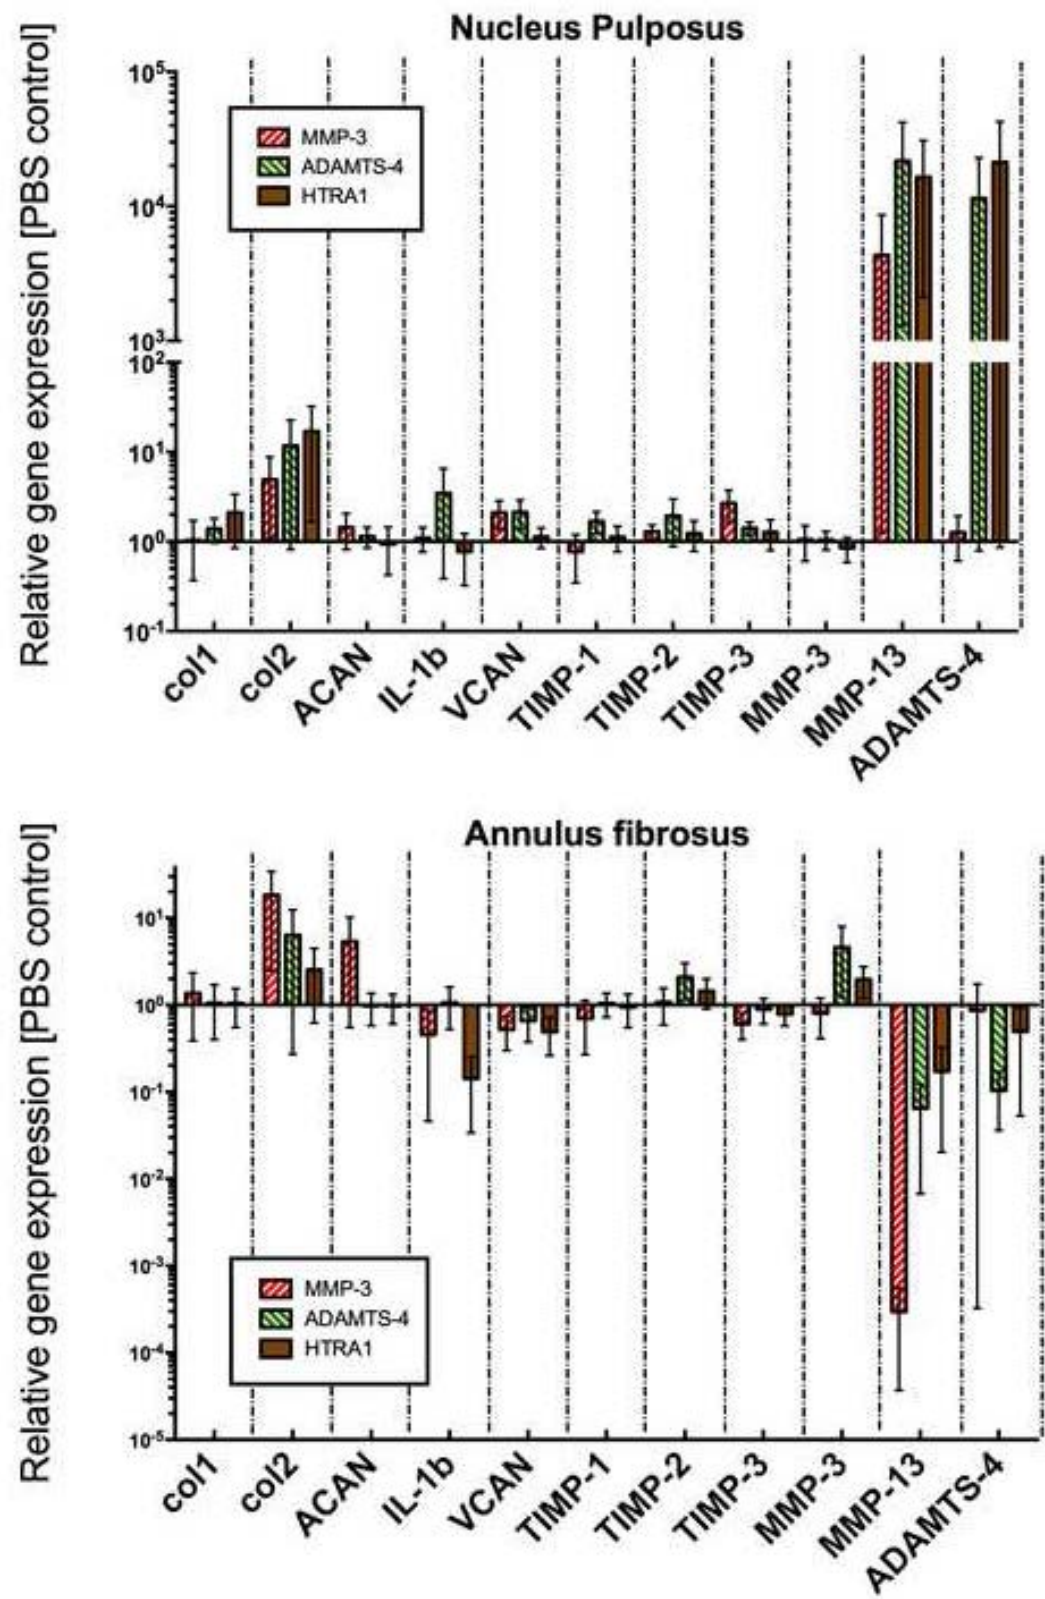 Nucleus Pulposus
Relative gene expression [PBS control]
10⁵
10⁴
10³
10²
10¹
10⁰
10⁻¹
MMP-3
ADAMTS-4
HTRA1
col1
col2
ACAN
IL-1b
VCAN
TIMP-1
TIMP-2
TIMP-3
MMP-3
MMP-13
ADAMTS-4
Annulus fibrosus
Relative gene expression [PBS control]
10¹
10⁰
10⁻¹
10⁻²
10⁻³
10⁻⁴
10⁻⁵
MMP-3
ADAMTS-4
HTRA1
col1
col2
ACAN
IL-1b
VCAN
TIMP-1
TIMP-2
TIMP-3
MMP-3
MMP-13
ADAMTS-4